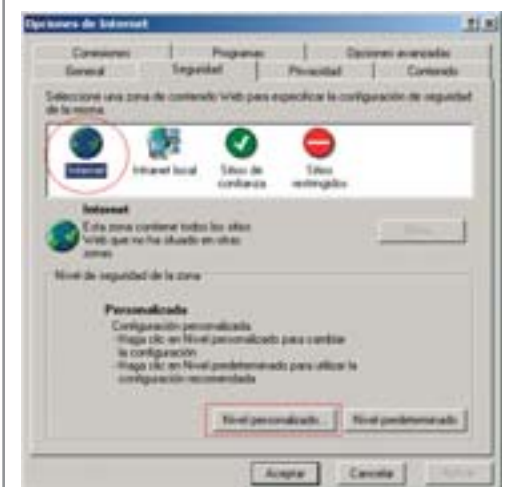 Opciones de Internet
Conexiones Programas Opciones avanzadas
General Seguridad Privacidad Contenido
Seleccione una zona de contenido Web para especificar la configuración de seguridad
de la misma.
Internet Intranet local Sitios de confianza Sitios restringidos
Internet
Esta zona contiene todos los sitios
Web que no ha situado en otras
zonas
Sitios...
Nivel de seguridad de la zona
Personalizado
Configuración personalizada.
-Haga clic en Nivel personalizado para cambiar
la configuración
-Haga clic en Nivel predeterminado para utilizar la
configuración recomendada
Nivel personalizado... Nivel predeterminado
Aceptar Cancelar Aplicar